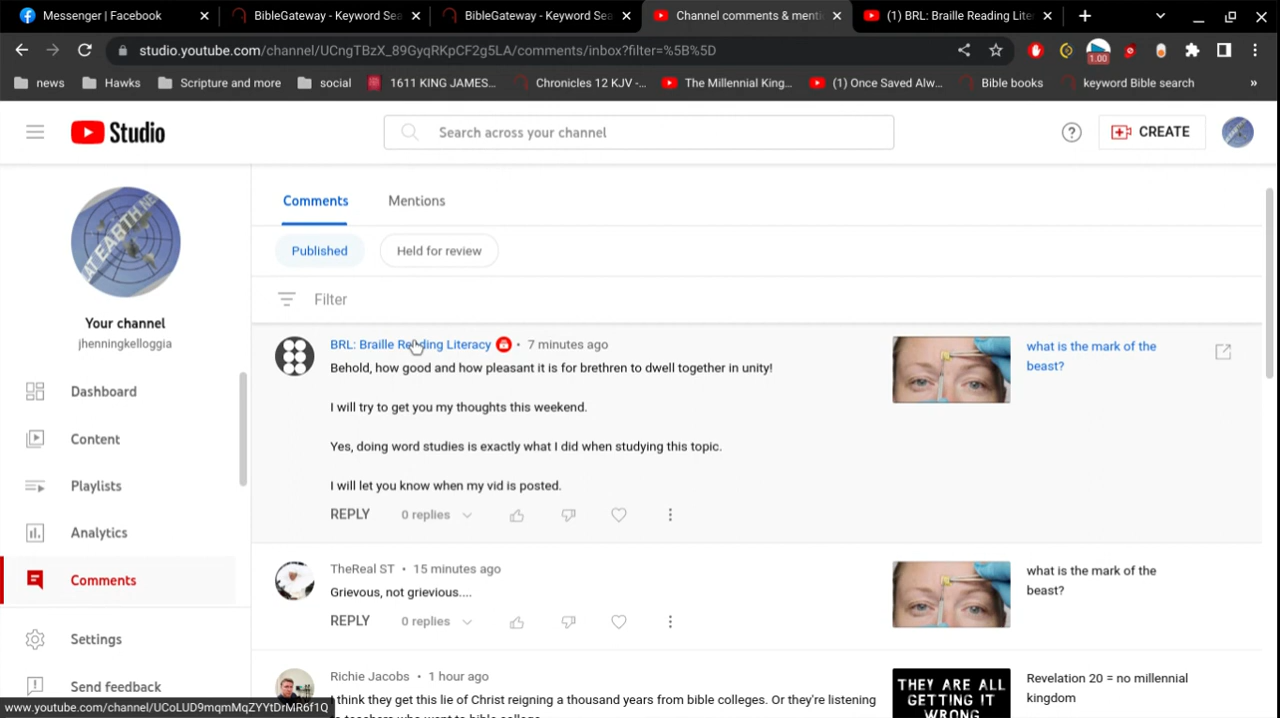 Messenger | Facebook
BibleGateway - Keyword Sea
BibleGateway - Keyword Sea
Channel comments & menti
(1) BRL: Braille Reading Lite
studio.youtube.com/channel/UCngTBzX_89GyqRKpCF2g5LA/comments/inbox?filter=%5B%5D
1.00
news
Hawks
Scripture and more
social
1611 KING JAMES...
Chronicles 12 KJV -...
The Millennial King...
(1) Once Saved Alw...
Bible books
keyword Bible search
»
Studio
Search across your channel
CREATE
Your channel
jhenningkelloggia
Dashboard
Content
Playlists
Analytics
Comments
Settings
Send feedback
Comments
Mentions
Published
Held for review
Filter
BRL: Braille Reading Literacy • 7 minutes ago
Behold, how good and how pleasant it is for brethren to dwell together in unity!
I will try to get you my thoughts this weekend.
Yes, doing word studies is exactly what I did when studying this topic.
I will let you know when my vid is posted.
REPLY
0 replies
what is the mark of the
beast?
TheReal ST • 15 minutes ago
Grievous, not grievious....
REPLY
0 replies
what is the mark of the
beast?
Richie Jacobs • 1 hour ago
I think they get this lie of Christ reigning a thousand years from bible colleges. Or they're listening
to teachers who went to bible college
THEY ARE ALL
GETTING IT
WRONG
Revelation 20 = no millennial
kingdom
www.youtube.com/channel/UCoLUD9mqm1MqZYYtDrMR6f1Q